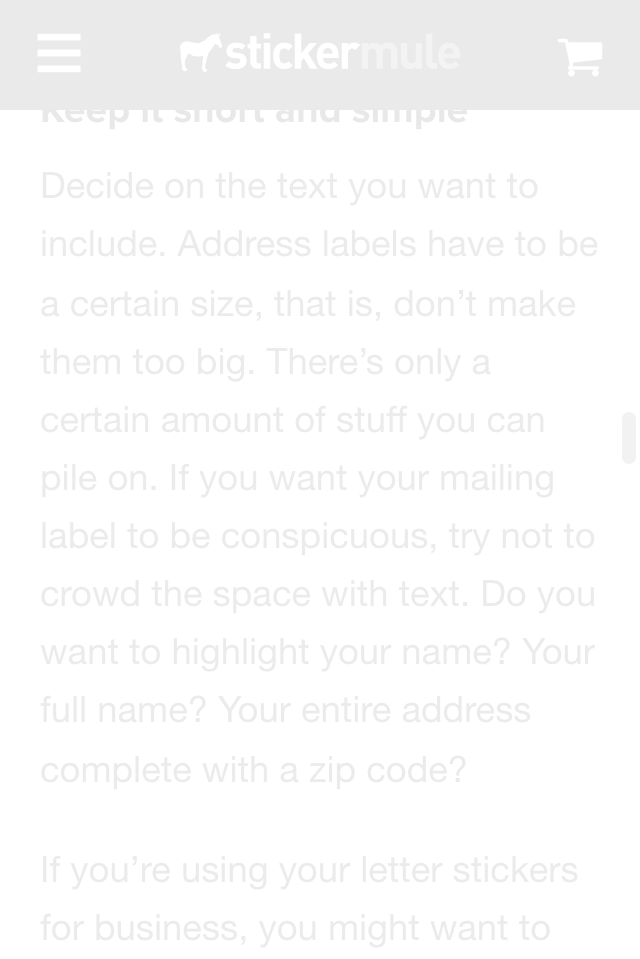 stickermule
Keep it short and simple
Decide on the text you want to
include. Address labels have to be
a certain size, that is, don’t make
them too big. There’s only a
certain amount of stuff you can
pile on. If you want your mailing
label to be conspicuous, try not to
crowd the space with text. Do you
want to highlight your name? Your
full name? Your entire address
complete with a zip code?
If you’re using your letter stickers
for business, you might want to